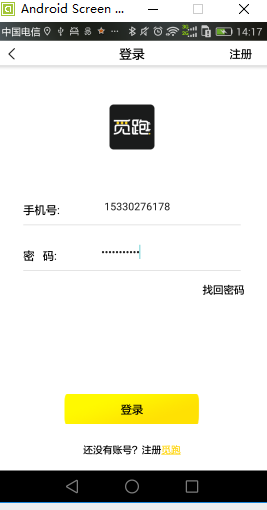 Android Screen ...
中国电信 ... 14:17
登录 注册
觅跑
手机号: 15330276178
密 码: •••••••••••
找回密码
登录
还没有账号? 注册觅跑